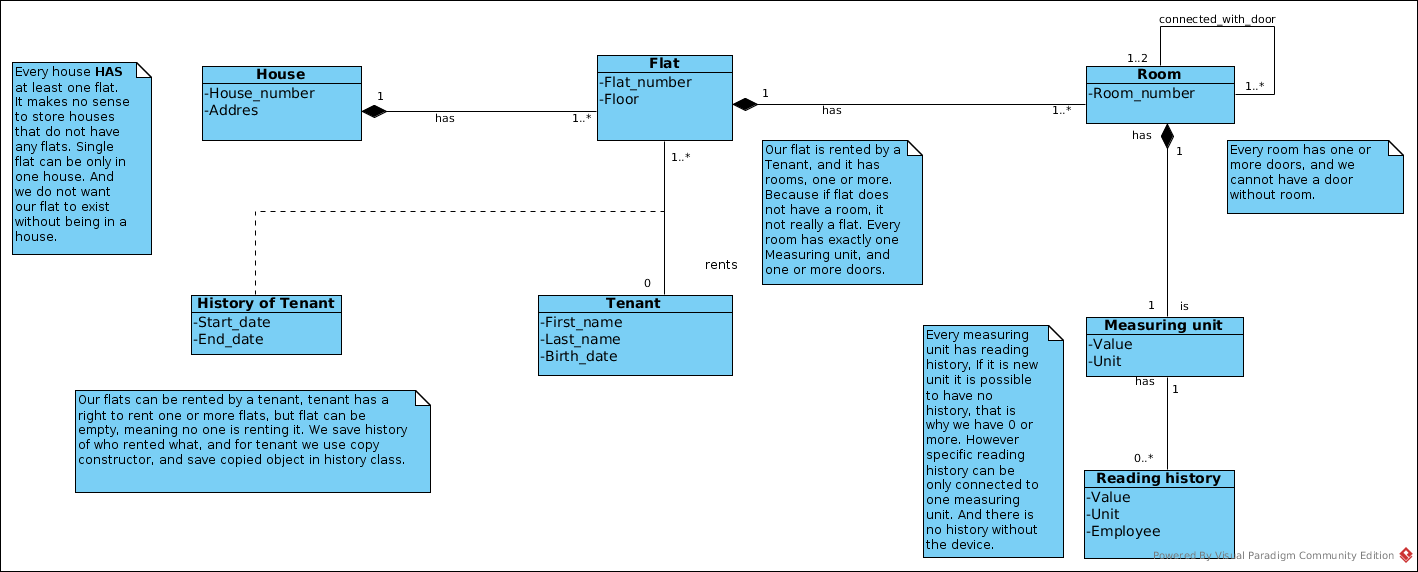 connected_with_door
1..2
1..*
Every house HAS
at least one flat.
It makes no sense
to store houses
that do not have
any flats. Single
flat can be only in
one house. And
we do not want
our flat to exist
without being in a
house.
House
-House_number
-Addres
1
has
1..*
Flat
-Flat_number
-Floor
1
has
1..*
Room
-Room_number
has
1
Our flat is rented by a
Tenant, and it has
rooms, one or more.
Because if flat does
not have a room, it
not really a flat. Every
room has exactly one
Measuring unit, and
one or more doors.
Every room has one or
more doors, and we
cannot have a door
without room.
1..*
rents
0
History of Tenant
-Start_date
-End_date
Tenant
-First_name
-Last_name
-Birth_date
1
is
Measuring unit
-Value
-Unit
has
1
Every measuring
unit has reading
history, If it is new
unit it is possible
to have no
history, that is
why we have 0 or
more. However
specific reading
history can be
only connected to
one measuring
unit. And there is
no history without
the device.
Our flats can be rented by a tenant, tenant has a
right to rent one or more flats, but flat can be
empty, meaning no one is renting it. We save history
of who rented what, and for tenant we use copy
constructor, and save copied object in history class.
0..*
Reading history
-Value
-Unit
-Employee
Powered By Visual Paradigm Community Edition